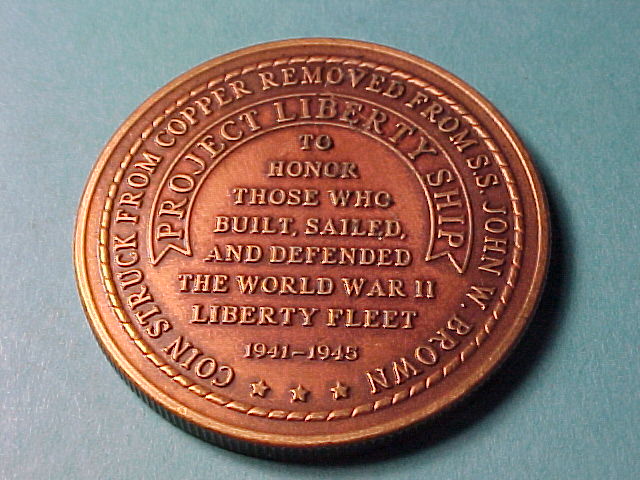 COIN STRUCK FROM COPPER REMOVED FROM S.S. JOHN W. BROWN
PROJECT LIBERTY SHIP
TO
HONOR
THOSE WHO
BUILT, SAILED,
AND DEFENDED
THE WORLD WAR II
LIBERTY FLEET
1941-1945